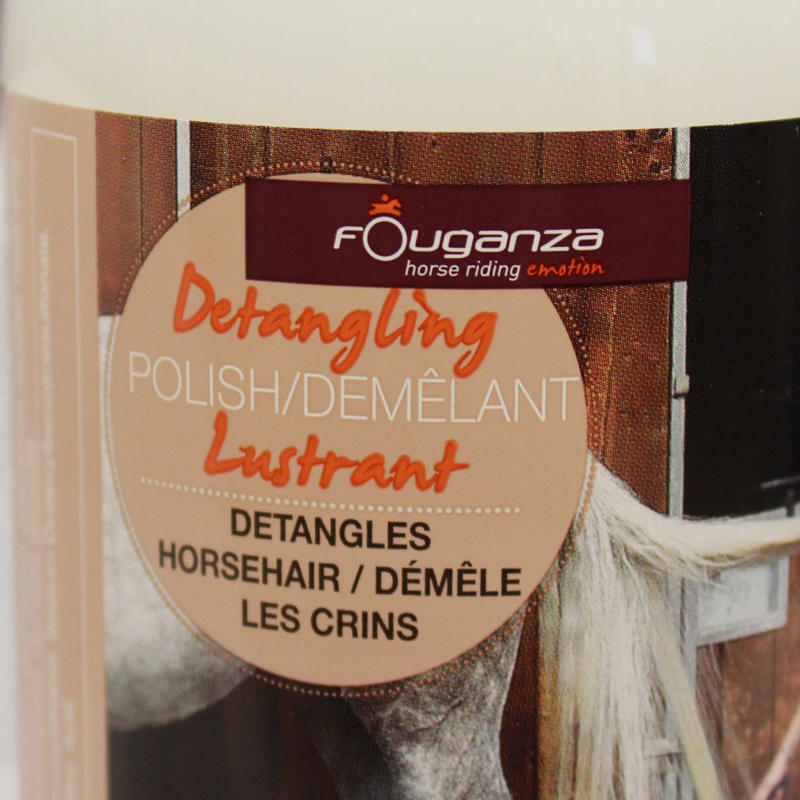 fOuganza
horse riding emotion
Detangling
POLISH/DEMÊLANT
Lustrant
DETANGLES
HORSEHAIR / DÉMÊLE
LES CRINS